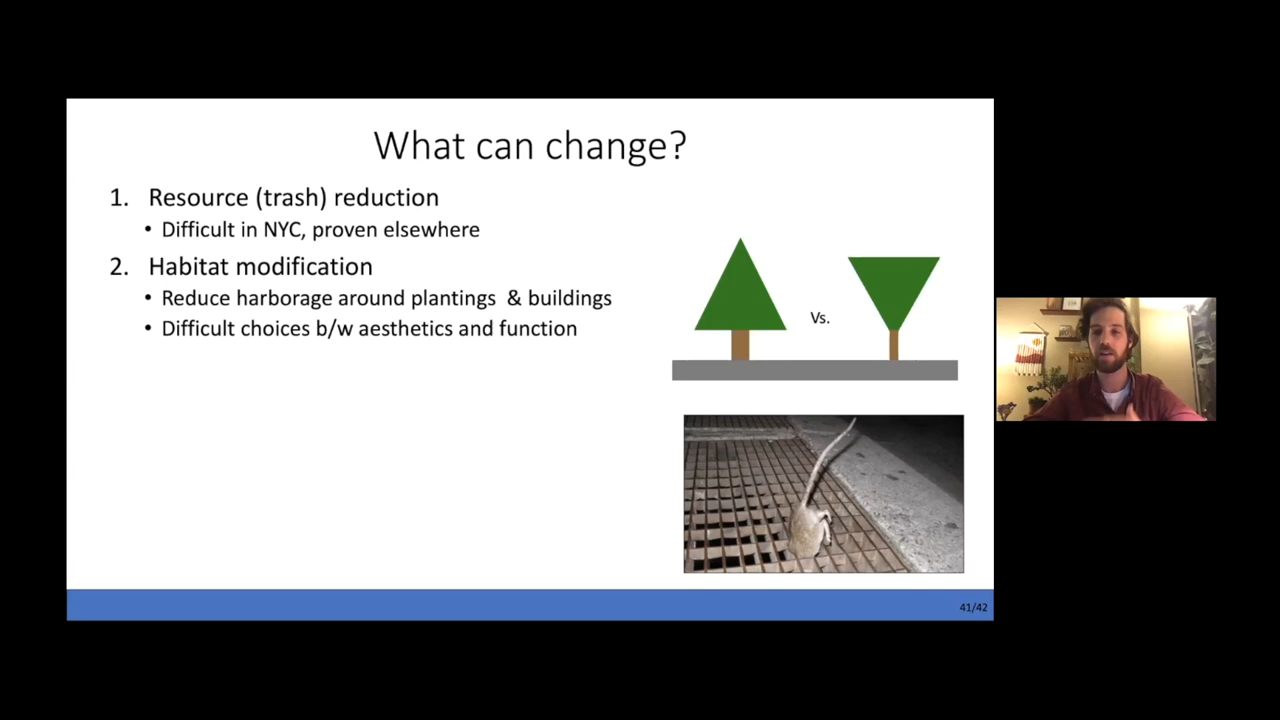 What can change?
1. Resource (trash) reduction
• Difficult in NYC, proven elsewhere
2. Habitat modification
• Reduce harborage around plantings & buildings
• Difficult choices b/w aesthetics and function
Vs.
41/42